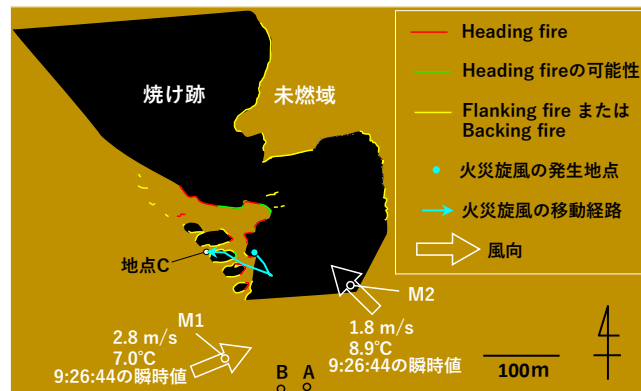 焼け跡
未燃域
Heading fire
Heading fireの可能性
Flanking fire または
Backing fire
火災旋風の発生地点
火災旋風の移動経路
風向
地点C
M1
2.8 m/s
7.0℃
9:26:44の瞬時値
M2
1.8 m/s
8.9℃
9:26:44の瞬時値
B
A
100m